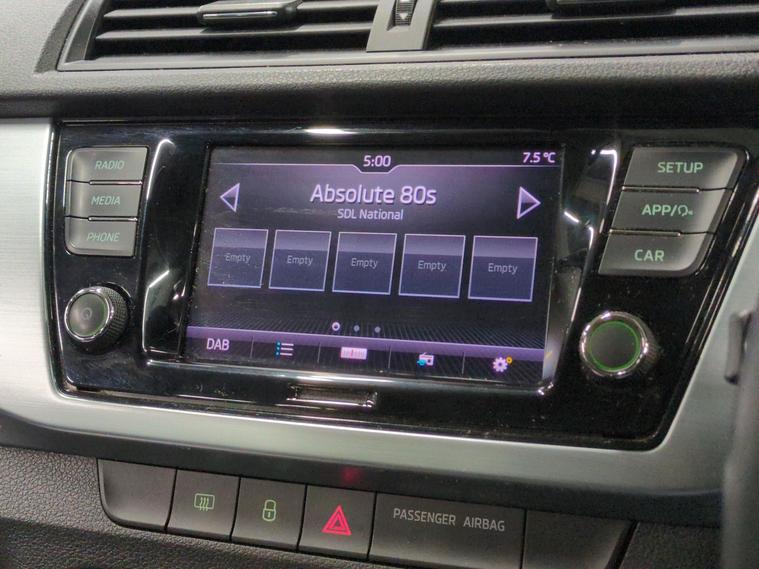 5:00
7.5 °C
RADIO
MEDIA
PHONE
Absolute 80s
SDL National
Empty
Empty
Empty
Empty
Empty
DAB
SETUP
APP/
CAR
PASSENGER AIRBAG